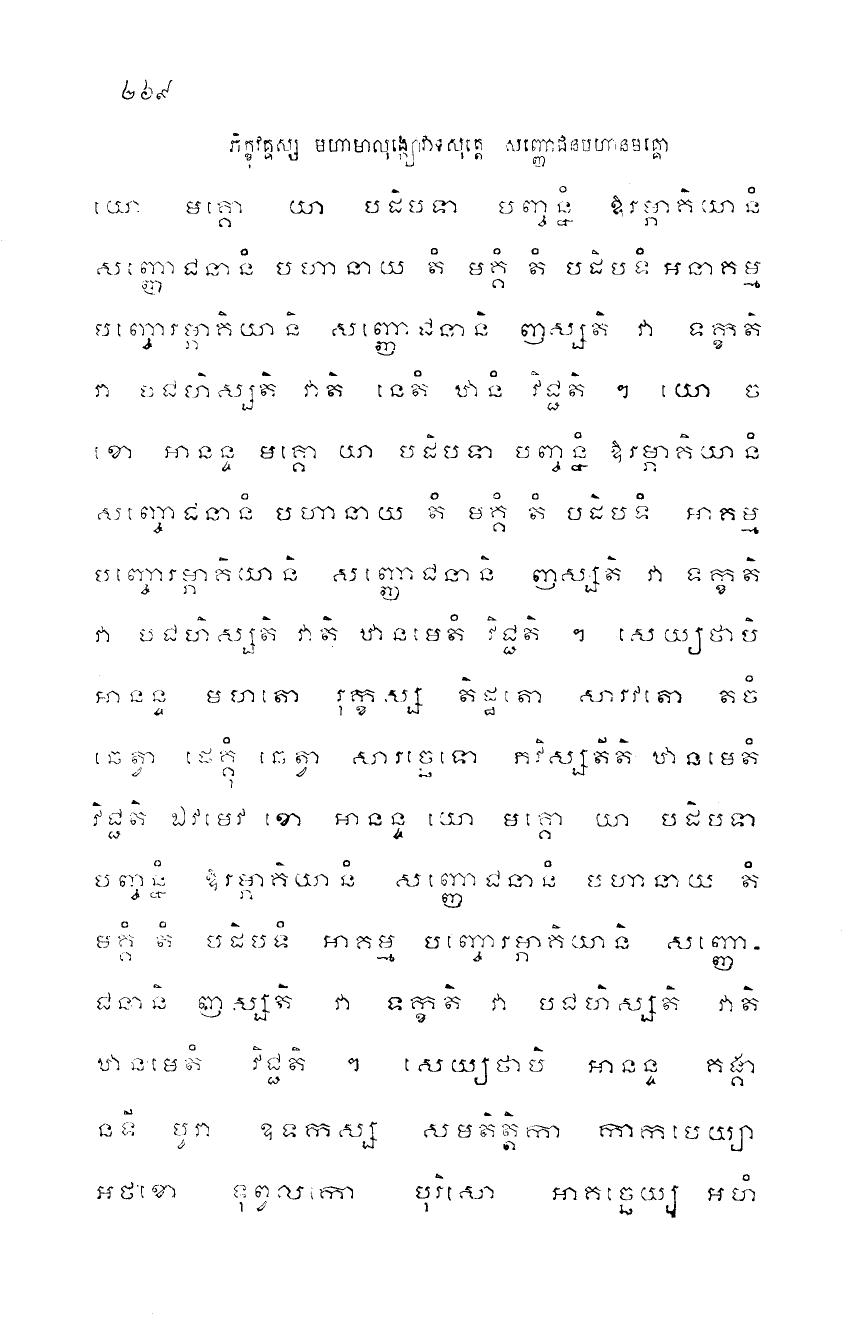 ២៦៩
ភិក្ខុវគ្គស្ស មហាមាលុង្ក្យោវាទសុត្តេ សញ្ញោជនបហានមគ្គោ
យោ មគ្គោ យា បដិបទា បញ្ចន្នំ ឱរម្ភាគិយានំ
សញ្ញោជនានំ បហានាយ តំ មគ្គំ តំ បដិបទំ អនាគម្ម
បញ្ចោរម្ភាគិយានិ សញ្ញោជនានិ ញស្សតិ វា ទក្ខតិ
វា បជហិស្សតិ វាតិ នេតំ ឋានំ វិជ្ជតិ ។ យោ ច
ខោ អានន្ទ មគ្គោ យា បដិបទា បញ្ចន្នំ ឱរម្ភាគិយានំ
សញ្ញោជនានំ បហានាយ តំ មគ្គំ តំ បដិបទំ អាគម្ម
បញ្ចោរម្ភាគិយានិ សញ្ញោជនានិ ញស្សតិ វា ទក្ខតិ
វា បជហិស្សតិ វាតិ ឋានមេតំ វិជ្ជតិ ។ សេយ្យថាបិ
អានន្ទ មហតោ រុក្ខស្ស តិដ្ឋតោ សារវតោ តចំ
ឆេត្វា ផេគ្គុំ ឆេត្វា សារច្ឆេទោ ភវិស្សតីតិ ឋានមេតំ
វិជ្ជតិ ឯវមេវ ខោ អានន្ទ យោ មគ្គោ យា បដិបទា
បញ្ចន្នំ ឱរម្ភាគិយានំ សញ្ញោជនានំ បហានាយ តំ
មគ្គំ តំ បដិបទំ អាគម្ម បញ្ចោរម្ភាគិយានិ សញ្ញោ-
ជនានិ ញស្សតិ វា ទក្ខតិ វា បជហិស្សតិ វាតិ
ឋានមេតំ វិជ្ជតិ ។ សេយ្យថាបិ អានន្ទ គង្គា
នទី បូរា ឧទកស្ស សមតិត្តិកា កាកបេយ្យា
អថខោ ទុព្វលកោ បុរិសោ អាគច្ឆេយ្យ អហំ